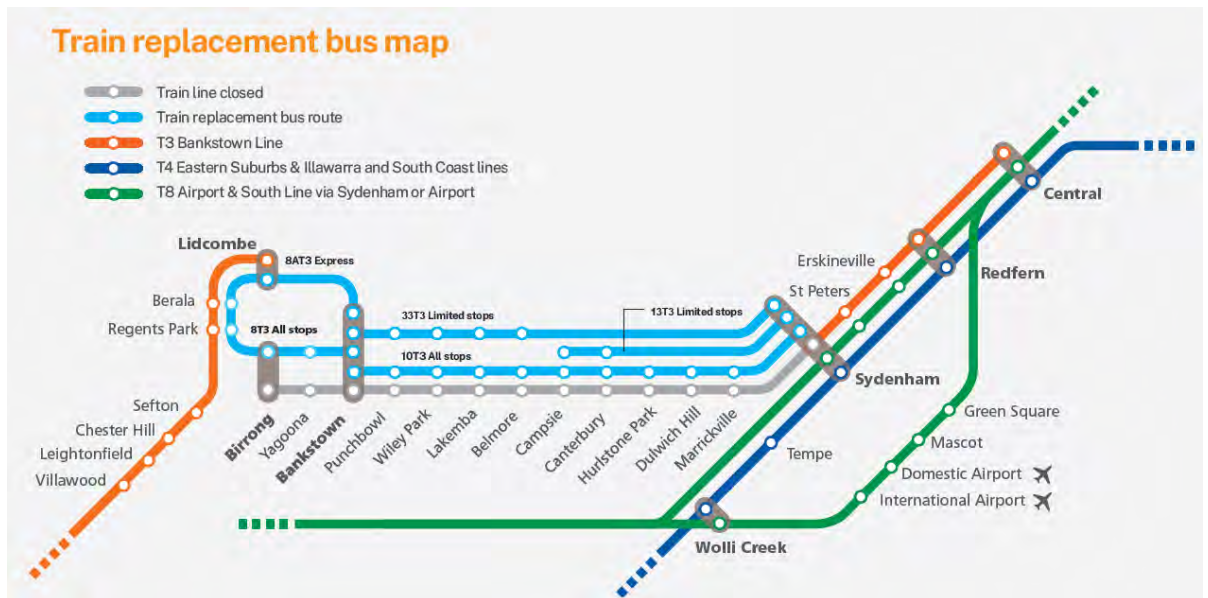 Train replacement bus map
Train line closed
Train replacement bus route
T3 Bankstown Line
T4 Eastern Suburbs & Illawarra and South Coast lines
T8 Airport & South Line via Sydenham or Airport
Central
Lidcombe
8AT3 Express
Erskineville
Redfern
St Peters
Berala
Regents Park
8T3 All stops
33T3 Limited stops
13T3 Limited stops
10T3 All stops
Sydenham
Sefton
Chester Hill
Leightonfield
Villawood
Birrong
Yagoona
Bankstown
Punchbowl
Wiley Park
Lakemba
Belmore
Campsie
Canterbury
Hurlstone Park
Dulwich Hill
Marrickville
Green Square
Mascot
Tempe
Domestic Airport
International Airport
Wolli Creek